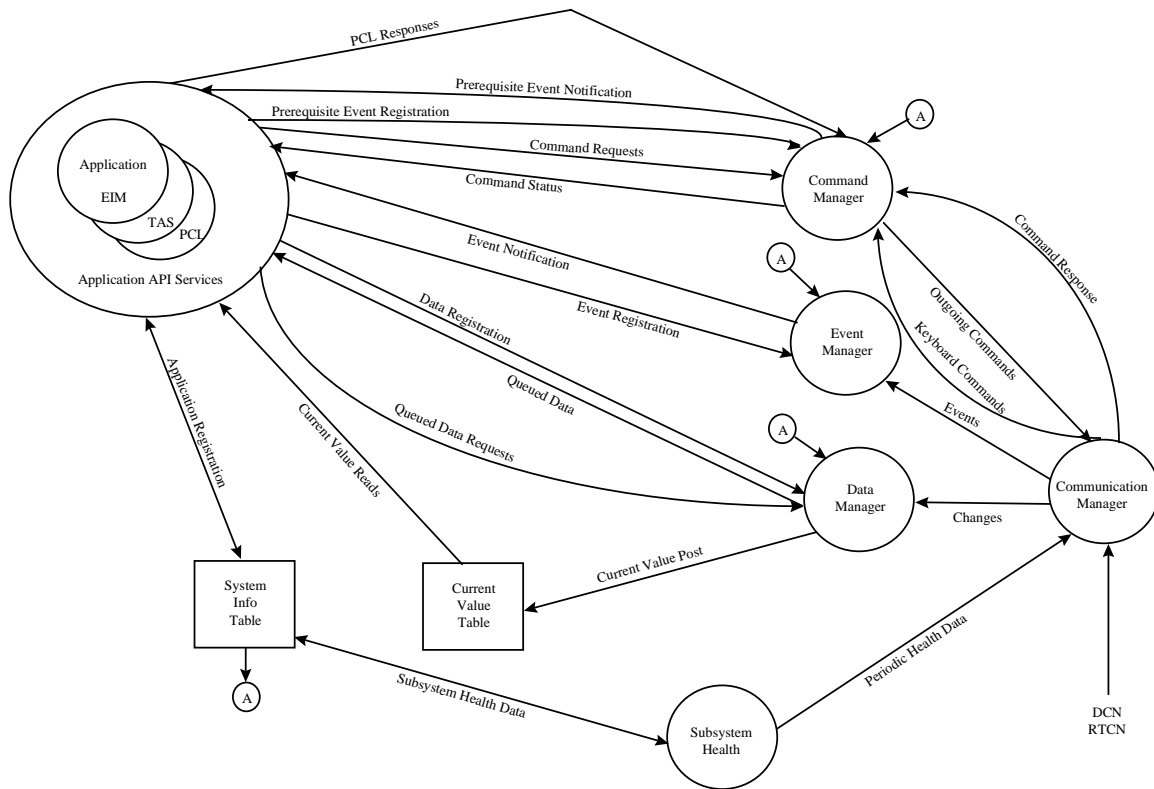 PCL Responses
Prerequisite Event Notification
Prerequisite Event Registration
Command Requests
Command Status
A
Command
Manager
Application
EIM
TAS
PCL
Application API Services
Event Notification
Event Registration
A
Event
Manager
Command Response
Outgoing Commands
Keyboard Commands
Data Registration
Queued Data
Queued Data Requests
Events
A
Data
Manager
Communication
Manager
Changes
Application Registration
Current Value Reads
Current Value Post
System
Info
Table
Current
Value
Table
A
Subsystem Health Data
Periodic Health Data
Subsystem
Health
DCN
RTCN